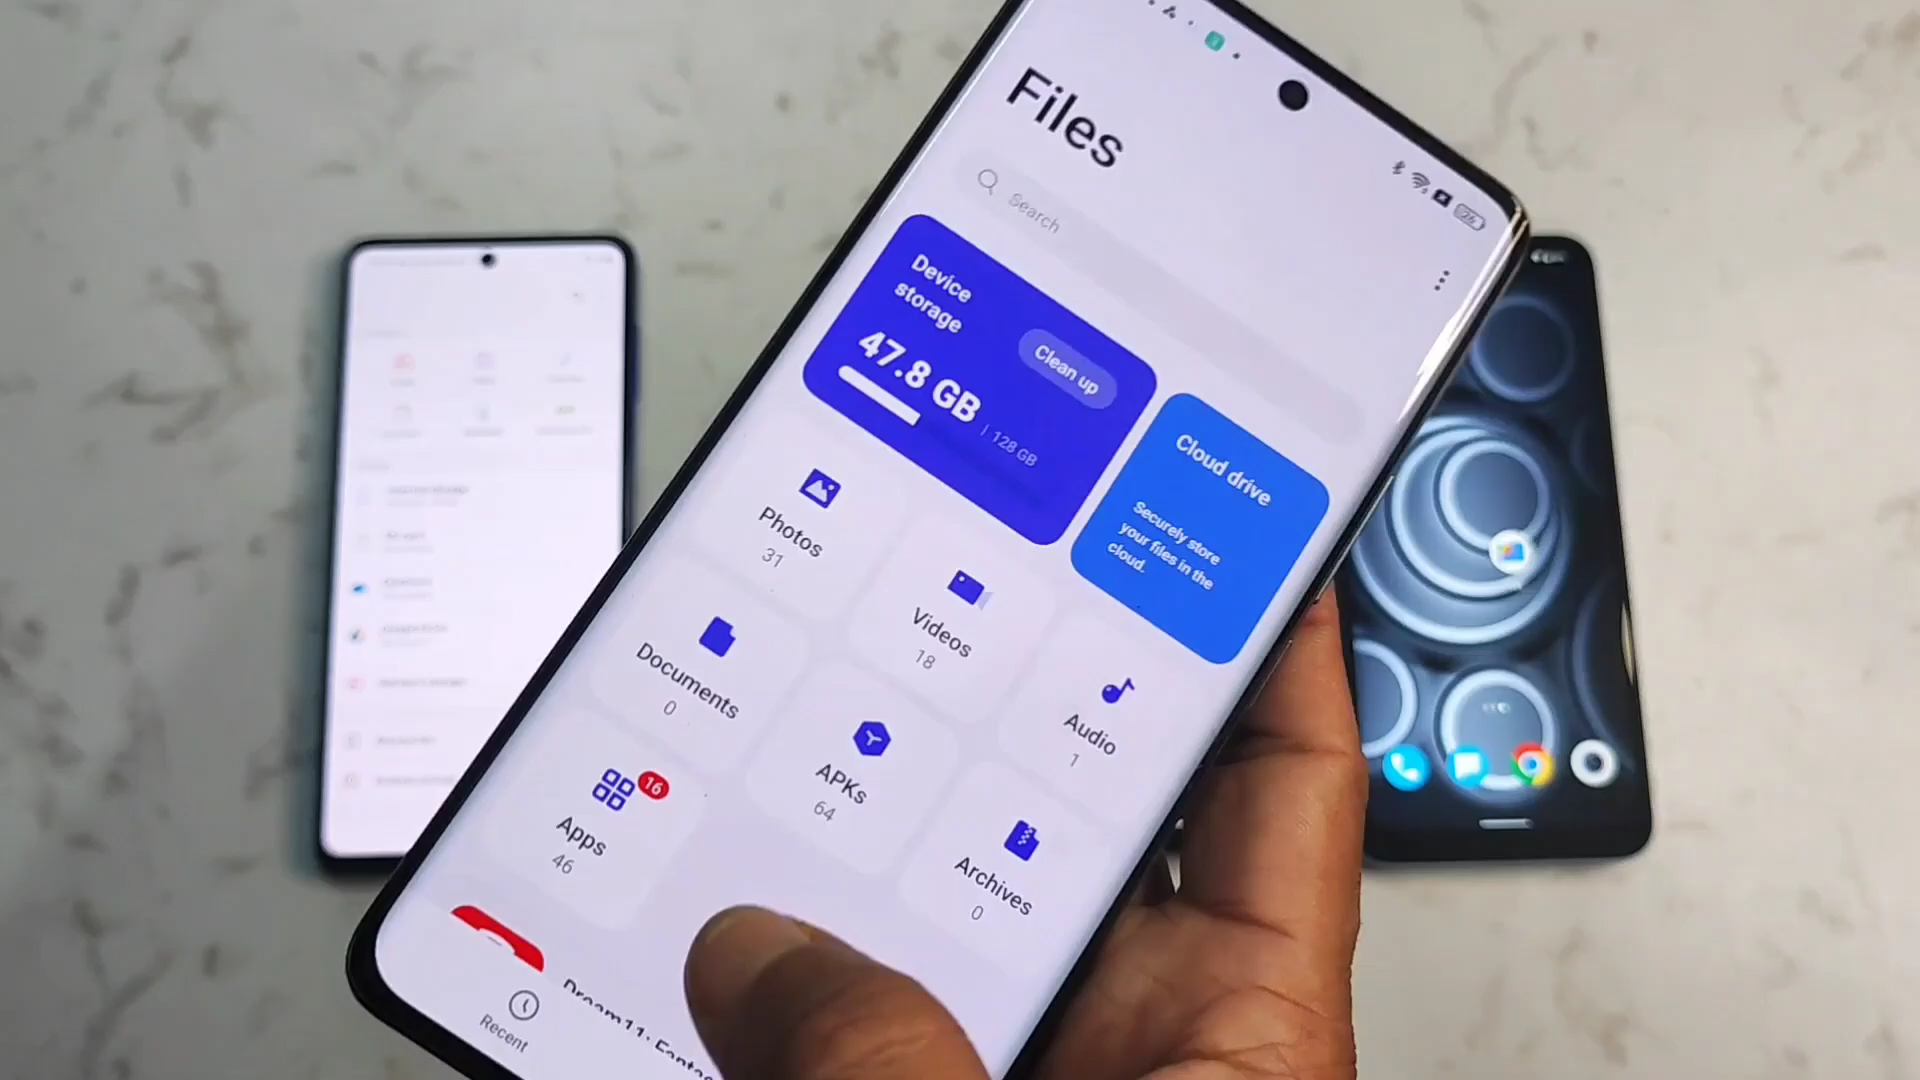 Files
Search
Device
storage
Clean up
47.8 GB
| 128 GB
Cloud drive
Securely store
your files in the
cloud.
Photos
31
Videos
18
Audio
1
Documents
0
APKs
64
Archives
0
16
Apps
46
Dream11:
Recent